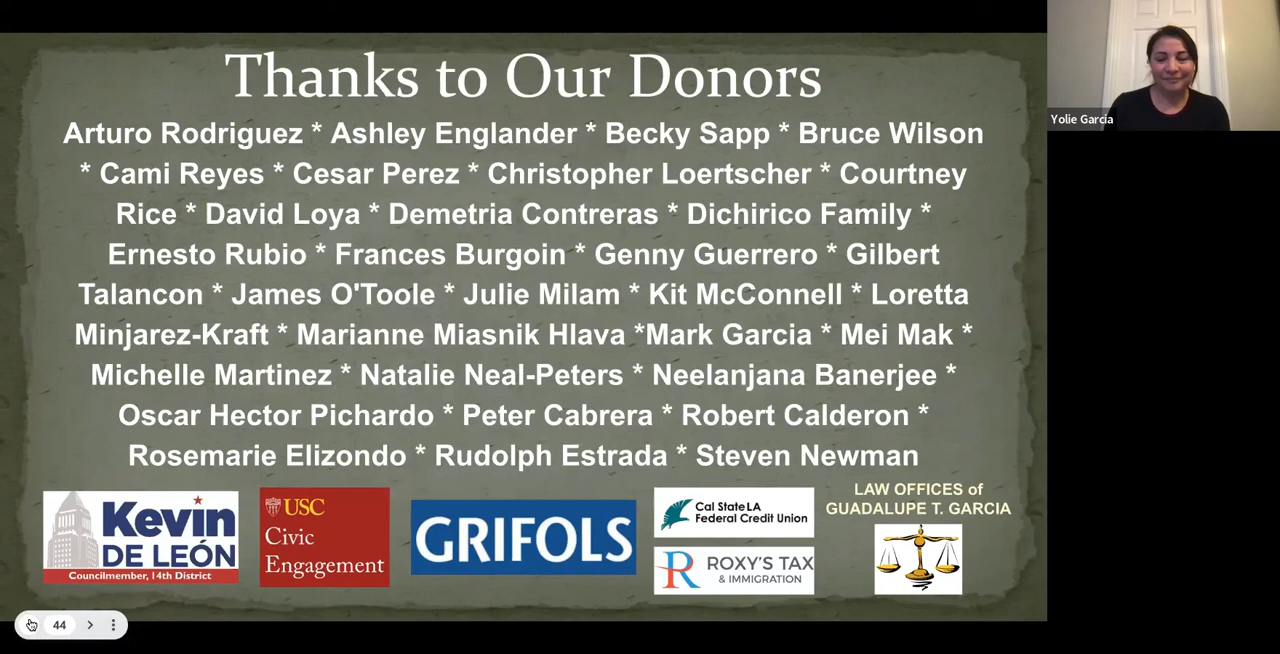 Thanks to Our Donors
Arturo Rodriguez * Ashley Englander * Becky Sapp * Bruce Wilson
* Cami Reyes * Cesar Perez * Christopher Loertscher * Courtney
Rice * David Loya * Demetria Contreras * Dichirico Family *
Ernesto Rubio * Frances Burgoin * Genny Guerrero * Gilbert
Talancon * James O'Toole * Julie Milam * Kit McConnell * Loretta
Minjarez-Kraft * Marianne Miasnik Hlava *Mark Garcia * Mei Mak *
Michelle Martinez * Natalie Neal-Peters * Neelanjana Banerjee *
Oscar Hector Pichardo * Peter Cabrera * Robert Calderon *
Rosemarie Elizondo * Rudolph Estrada * Steven Newman
Kevin
DE LEÓN
Councilmember, 14th District
USC
Civic
Engagement
GRIFOLS
Cal State LA
Federal Credit Union
R ROXY'S TAX
& IMMIGRATION
LAW OFFICES of
GUADALUPE T. GARCIA
44
Yolie Garcia